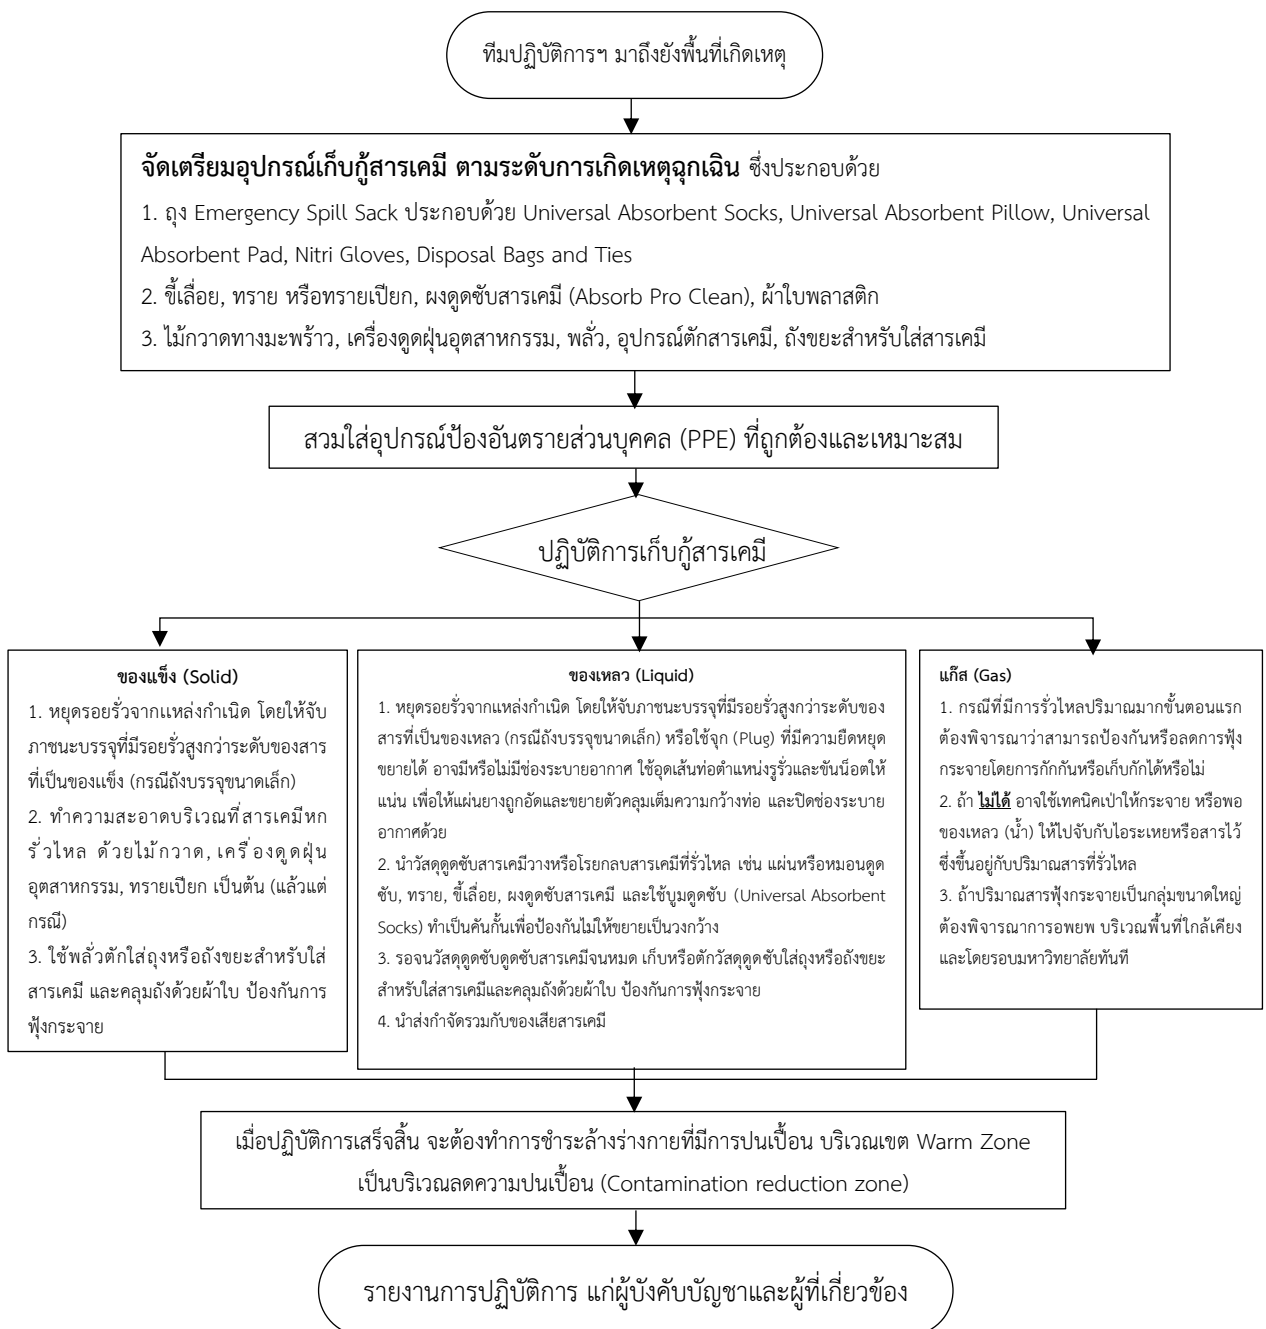 ทีมปฏิบัติการฯ มาถึงยังพื้นที่เกิดเหตุ
จัดเตรียมอุปกรณ์เก็บกู้สารเคมี ตามระดับการเกิดเหตุฉุกเฉิน ซึ่งประกอบด้วย
1. ถุง Emergency Spill Sack ประกอบด้วย Universal Absorbent Socks, Universal Absorbent Pillow, Universal
Absorbent Pad, Nitri Gloves, Disposal Bags and Ties
2. ขี้เลื่อย, ทราย หรือทรายเปียก, ผงดูดซับสารเคมี (Absorb Pro Clean), ผ้าใบพลาสติก
3. ไม้กวาดทางมะพร้าว, เครื่องดูดฝุ่นอุตสาหกรรม, พลั่ว, อุปกรณ์ตักสารเคมี, ถังขยะสำหรับใส่สารเคมี
สวมใส่อุปกรณ์ป้องอันตรายส่วนบุคคล (PPE) ที่ถูกต้องและเหมาะสม
ปฏิบัติการเก็บกู้สารเคมี
ของแข็ง (Solid)
1. หยุดรอยรั่วจากแหล่งกำเนิด โดยให้จับ
ภาชนะบรรจุที่มีรอยรั่วสูงกว่าระดับของสาร
ที่เป็นของแข็ง (กรณีถังบรรจุขนาดเล็ก)
2. ทำความสะอาดบริเวณที่สารเคมีหก
รั่วไหล ด้วยไม้กวาด, เครื่องดูดฝุ่น
อุตสาหกรรม, ทรายเปียก เป็นต้น (แล้วแต่
กรณี)
3. ใช้พลั่วตักใส่ถุงหรือถังขยะสำหรับใส่
สารเคมี และคลุมถังด้วยผ้าใบ ป้องกันการ
ฟุ้งกระจาย
ของเหลว (Liquid)
1. หยุดรอยรั่วจากแหล่งกำเนิด โดยให้จับภาชนะบรรจุที่มีรอยรั่วสูงกว่าระดับของ
สารที่เป็นของเหลว (กรณีถังบรรจุขนาดเล็ก) หรือใช้จุก (Plug) ที่มีความยืดหยุด
ขยายได้ อาจมีหรือไม่มีช่องระบายอากาศ ใช้อุดเส้นท่อตำแหน่งรูรั่วและขันน็อตให้
แน่น เพื่อให้แผ่นยางถูกอัดและขยายตัวคลุมเต็มความกว้างท่อ และปิดช่องระบาย
อากาศด้วย
2. นำวัสดุดูดซับสารเคมีวางหรือโรยกลบสารเคมีที่รั่วไหล เช่น แผ่นหรือหมอนดูด
ซับ, ทราย, ขี้เลื่อย, ผงดูดซับสารเคมี และใช้บูมดูดซับ (Universal Absorbent
Socks) ทำเป็นคันกั้นเพื่อป้องกันไม่ให้ขยายเป็นวงกว้าง
3. รอจนวัสดุดูดซับดูดซับสารเคมีจนหมด เก็บหรือตักวัสดุดูดซับใส่ถุงหรือถังขยะ
สำหรับใส่สารเคมีและคลุมถังด้วยผ้าใบ ป้องกันการฟุ้งกระจาย
4. นำส่งกำจัดรวมกับของเสียสารเคมี
แก๊ส (Gas)
1. กรณีที่มีการรั่วไหลปริมาณมากขั้นตอนแรก
ต้องพิจารณาว่าสามารถป้องกันหรือลดการฟุ้ง
กระจายโดยการกักกันหรือเก็บกักได้หรือไม่
2. ถ้า ไม่ได้ อาจใช้เทคนิคเป่าให้กระจาย หรือพอ
ของเหลว (น้ำ) ให้ไปจับกับไอระเหยหรือสารไว้
ซึ่งขึ้นอยู่กับปริมาณสารที่รั่วไหล
3. ถ้าปริมาณสารฟุ้งกระจายเป็นกลุ่มขนาดใหญ่
ต้องพิจารณาการอพยพ บริเวณพื้นที่ใกล้เคียง
และโดยรอบมหาวิทยาลัยทันที
เมื่อปฏิบัติการเสร็จสิ้น จะต้องทำการชำระล้างร่างกายที่มีการปนเปื้อน บริเวณเขต Warm Zone
เป็นบริเวณลดความปนเปื้อน (Contamination reduction zone)
รายงานการปฏิบัติการ แก่ผู้บังคับบัญชาและผู้ที่เกี่ยวข้อง